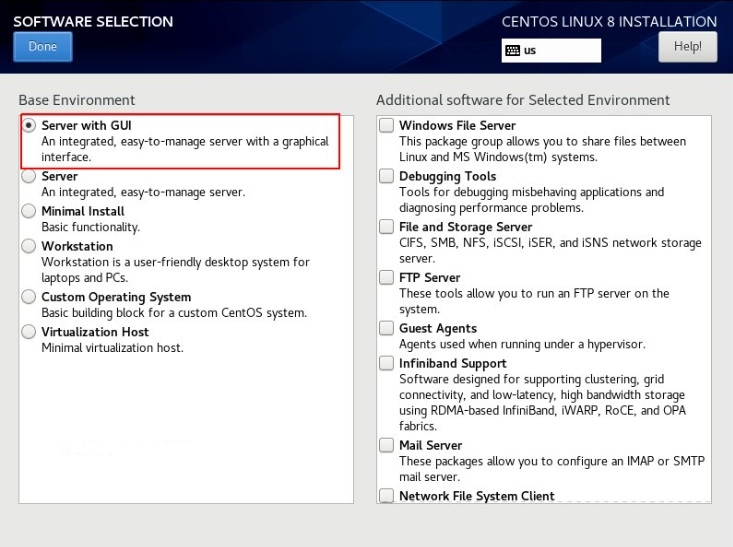 SOFTWARE SELECTION
CENTOS LINUX 8 INSTALLATION
Done
us
Help!
Base Environment
Server with GUI
An integrated, easy-to-manage server with a graphical
interface.
Server
An integrated, easy-to-manage server.
Minimal Install
Basic functionality.
Workstation
Workstation is a user-friendly desktop system for
laptops and PCs.
Custom Operating System
Basic building block for a custom CentOS system.
Virtualization Host
Minimal virtualization host.
Additional software for Selected Environment
Windows File Server
This package group allows you to share files between
Linux and MS Windows(tm) systems.
Debugging Tools
Tools for debugging misbehaving applications and
diagnosing performance problems.
File and Storage Server
CIFS, SMB, NFS, iSCSI, iSER, and iSNS network storage
server.
FTP Server
These tools allow you to run an FTP server on the
system.
Guest Agents
Agents used when running under a hypervisor.
Infiniband Support
Software designed for supporting clustering, grid
connectivity, and low-latency, high bandwidth storage
using RDMA-based InfiniBand, iWARP, RoCE, and OPA
fabrics.
Mail Server
These packages allow you to configure an IMAP or SMTP
mail server.
Network File System Client